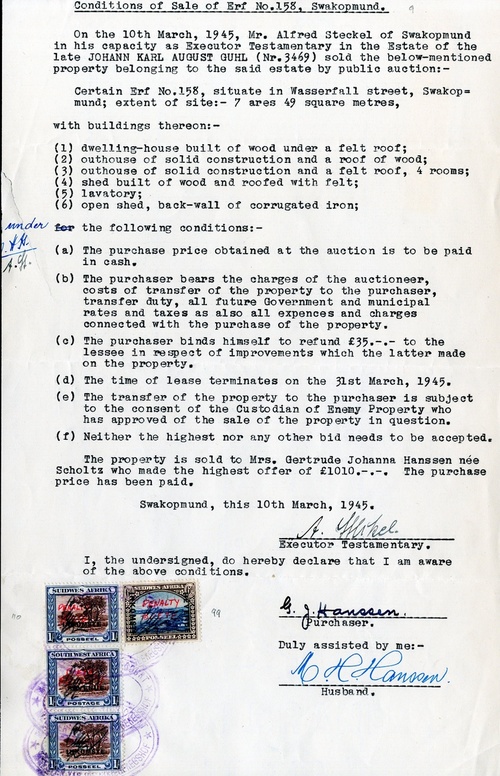 Conditions of Sale of Erf No.158, Swakopmund.
On the 10th March, 1945, Mr. Alfred Steckel of Swakopmund
in his capacity as Executor Testamentary in the Estate of the
late JOHANN KARL AUGUST GUHL (Nr.3469) sold the below-mentioned
property belonging to the said estate by public auction:-
Certain Erf No.158, situate in Wasserfall street, Swakop=
mund; extent of site:- 7 ares 49 square metres,
with buildings thereon:-
(1) dwelling-house built of wood under a felt roof;
(2) outhouse of solid construction and a roof of wood;
(3) outhouse of solid construction and a felt roof, 4 rooms;
(4) shed built of wood and roofed with felt;
(5) lavatory;
(6) open shed, back-wall of corrugated iron;
under for the following conditions:-
(a) The purchase price obtained at the auction is to be paid
in cash.
(b) The purchaser bears the charges of the auctioneer,
costs of transfer of the property to the purchaser,
transfer duty, all future Government and municipal
rates and taxes as also all expences and charges
connected with the purchase of the property.
(c) The purchaser binds himself to refund £35.-.- to the
lessee in respect of improvements which the latter made
on the property.
(d) The time of lease terminates on the 31st March, 1945.
(e) The transfer of the property to the purchaser is subject
to the consent of the Custodian of Enemy Property who
has approved of the sale of the property in question.
(f) Neither the highest nor any other bid needs to be accepted.
The property is sold to Mrs. Gertrude Johanna Hanssen née
Scholtz who made the highest offer of £1010.-.-. The purchase
price has been paid.
Swakopmund, this 10th March, 1945.
Executor Testamentary.
I, the undersigned, do hereby declare that I am aware
of the above conditions.
G. J. Hanssen.
Purchaser.
Duly assisted by me:-
M H Hanssen.
Husband.
SUIDWES AFRIKA
PENALTY
POSSEEL
SUIDWES AFRIKA
PENALTY
POSSEEL
SOUTH WEST AFRICA
POSTAGE
SUIDWES AFRIKA
POSSEEL